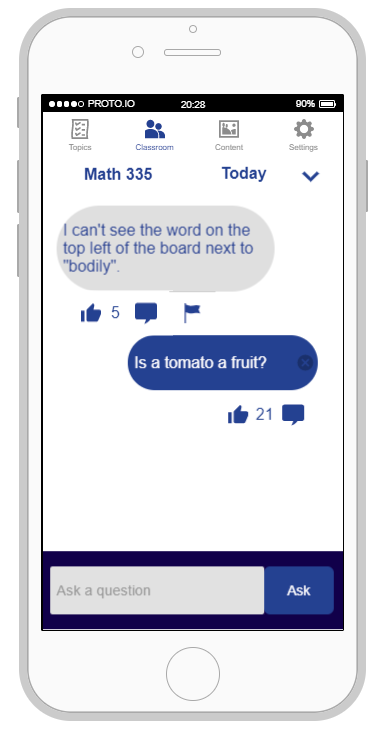 PROTO.IO 20:28 90%
Topics Classroom Content Settings
Math 335 Today
I can't see the word on the
top left of the board next to
"bodily".
5
Is a tomato a fruit?
21
Ask a question Ask